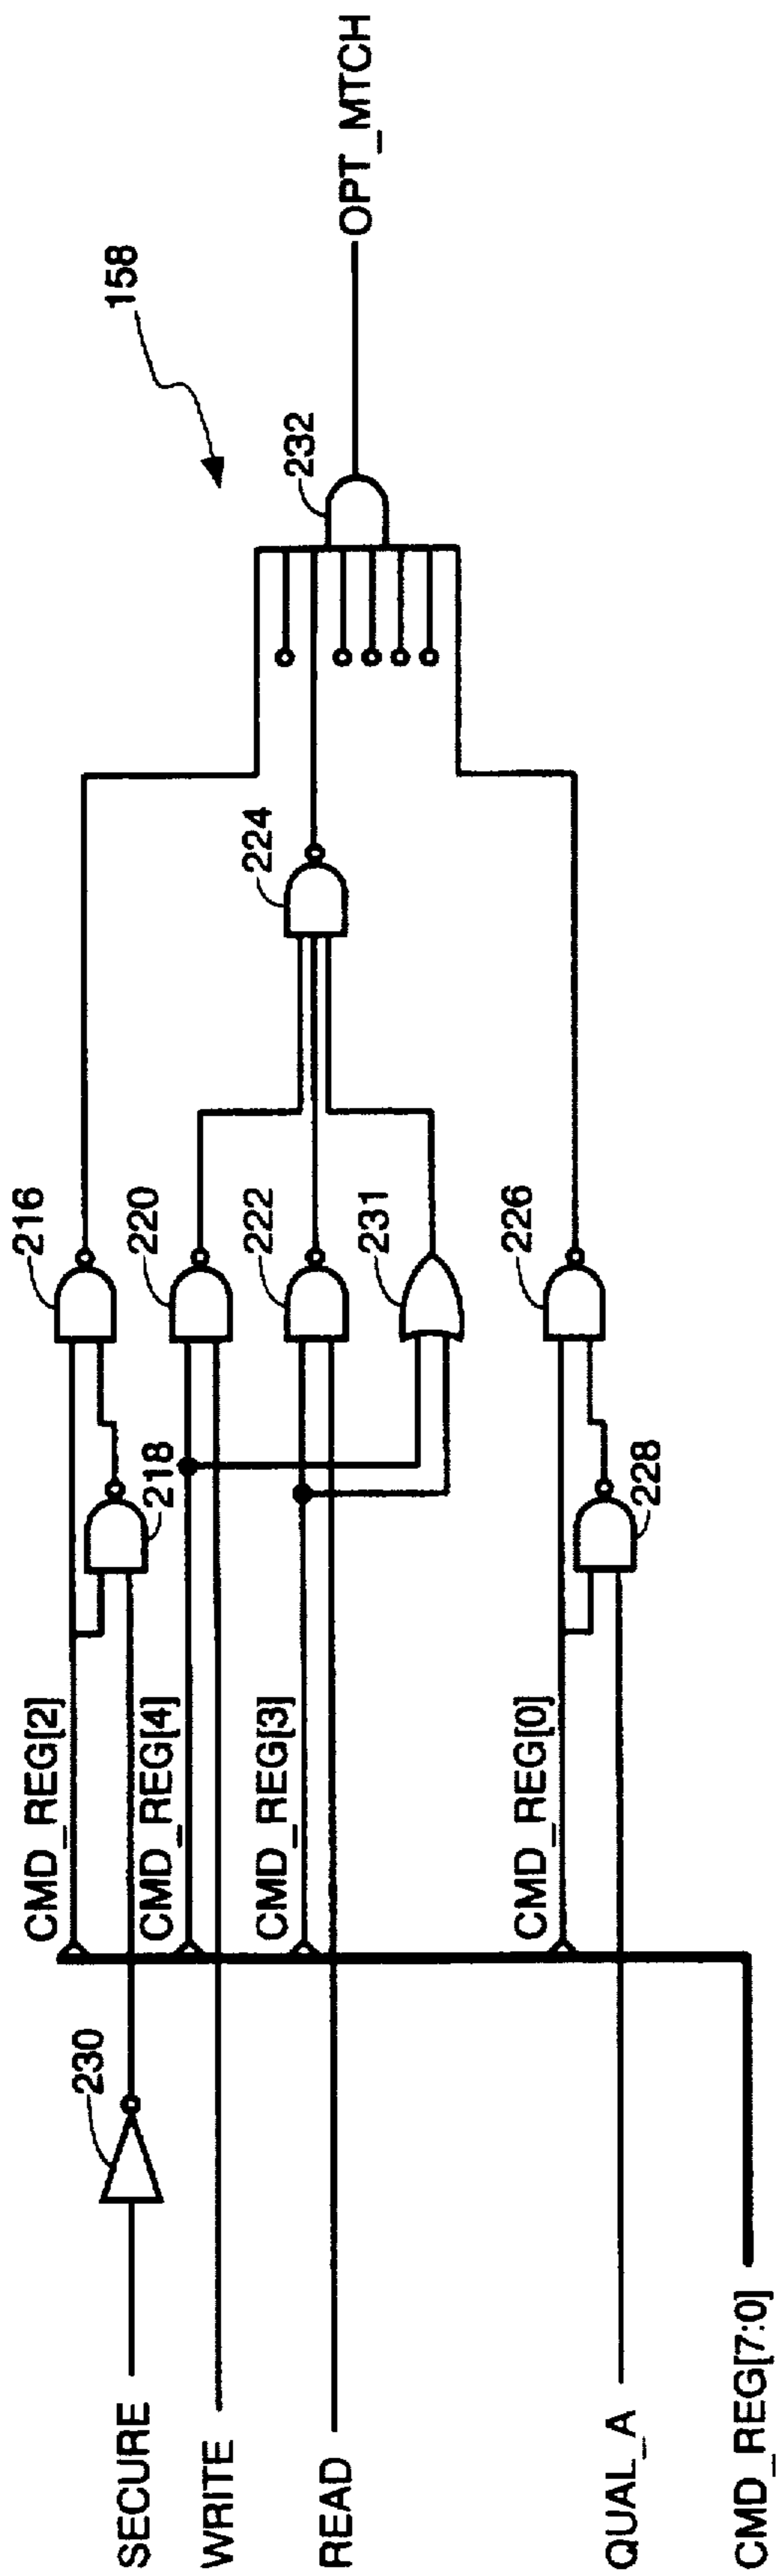 158
OPT_MTCH
232
224
216
220
222
231
226
218
228
CMD_REG[2]
CMD_REG[4]
CMD_REG[3]
CMD_REG[0]
230
SECURE
WRITE
READ
QUAL_A
CMD_REG[7:0]